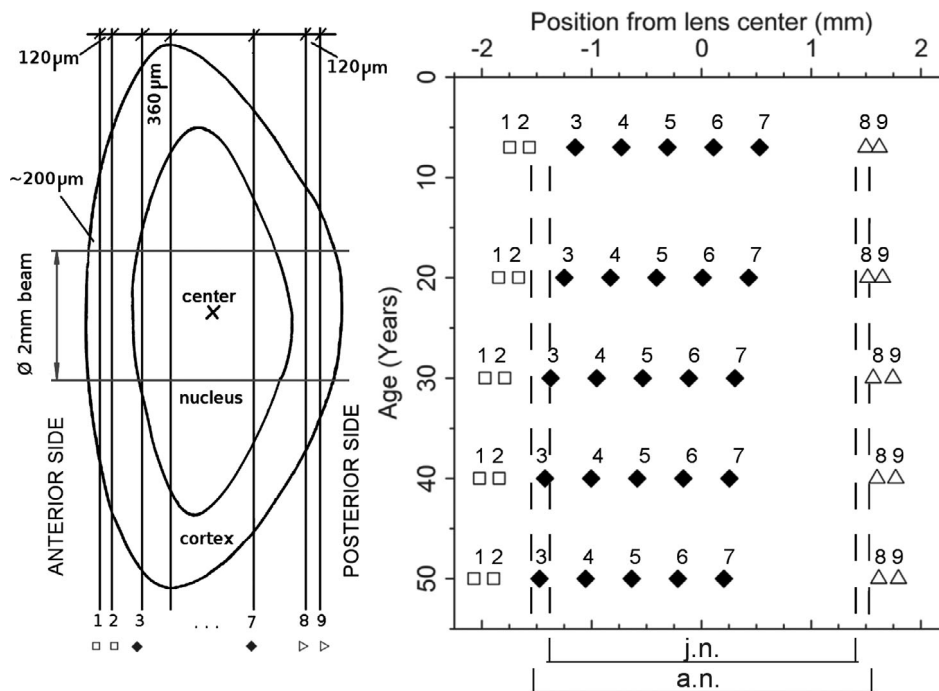 120µm
120µm
360µm
~200µm
Ø 2mm beam
center
nucleus
cortex
ANTERIOR SIDE
POSTERIOR SIDE
1 2 3 . . . 7 8 9
Position from lens center (mm)
-2 -1 0 1 2
Age (Years)
0
1 2 3 4 5 6 7 8 9
10
1 2 3 4 5 6 7 8 9
20
1 2 3 4 5 6 7 8 9
30
1 2 3 4 5 6 7 8 9
40
1 2 3 4 5 6 7 8 9
50
j.n.
a.n.